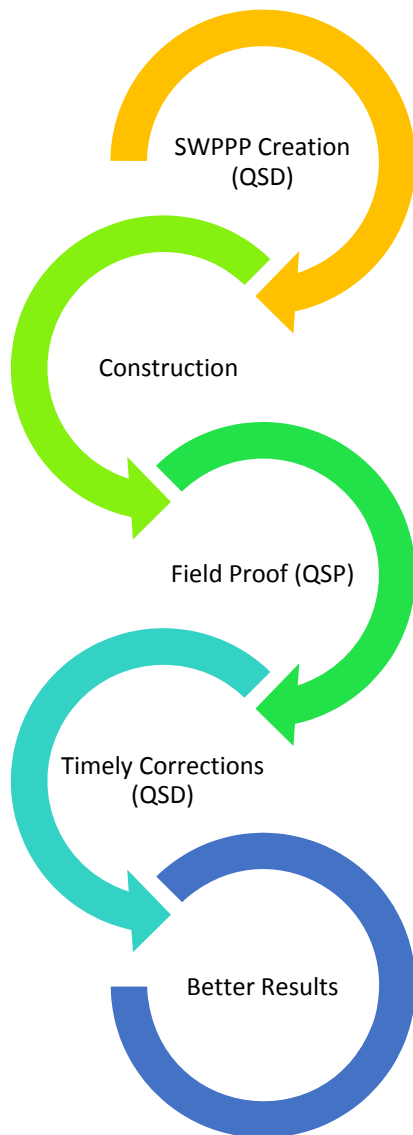 SWPPP Creation
(QSD)
Construction
Field Proof (QSP)
Timely Corrections
(QSD)
Better Results